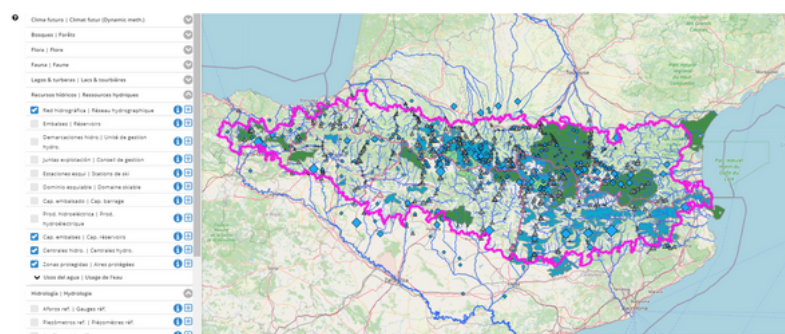 Clima futuro | Climat futur (Dynamic meth.)
Bosques | Forêts
Flora | Flore
Fauna | Faune
Lagos & turberas | Lacs & tourbières
Recursos hídricos | Ressources hydriques
Red hidrográfica | Réseau hydrographique
Embalses | Réservoirs
Demarcaciones hidro. | Unité de gestion
hydro.
Juntas explotación | Conseil de gestion
Estaciones esquí | Stations de ski
Dominio esquiable | Domaine skiable
Cap. embalsado | Cap. barrage
Prod. hidroeléctrica | Prod.
hydroélectrique
Cap. embalses | Cap. réservoirs
Centrales hidro. | Centrales hydro.
Zonas protegidas | Aires protégées
Usos del agua | Usage de l'eau
Hidrología | Hydrologie
Aforos ref. | Gauges réf.
Piezómetros ref. | Piézomètres réf.
Toulouse